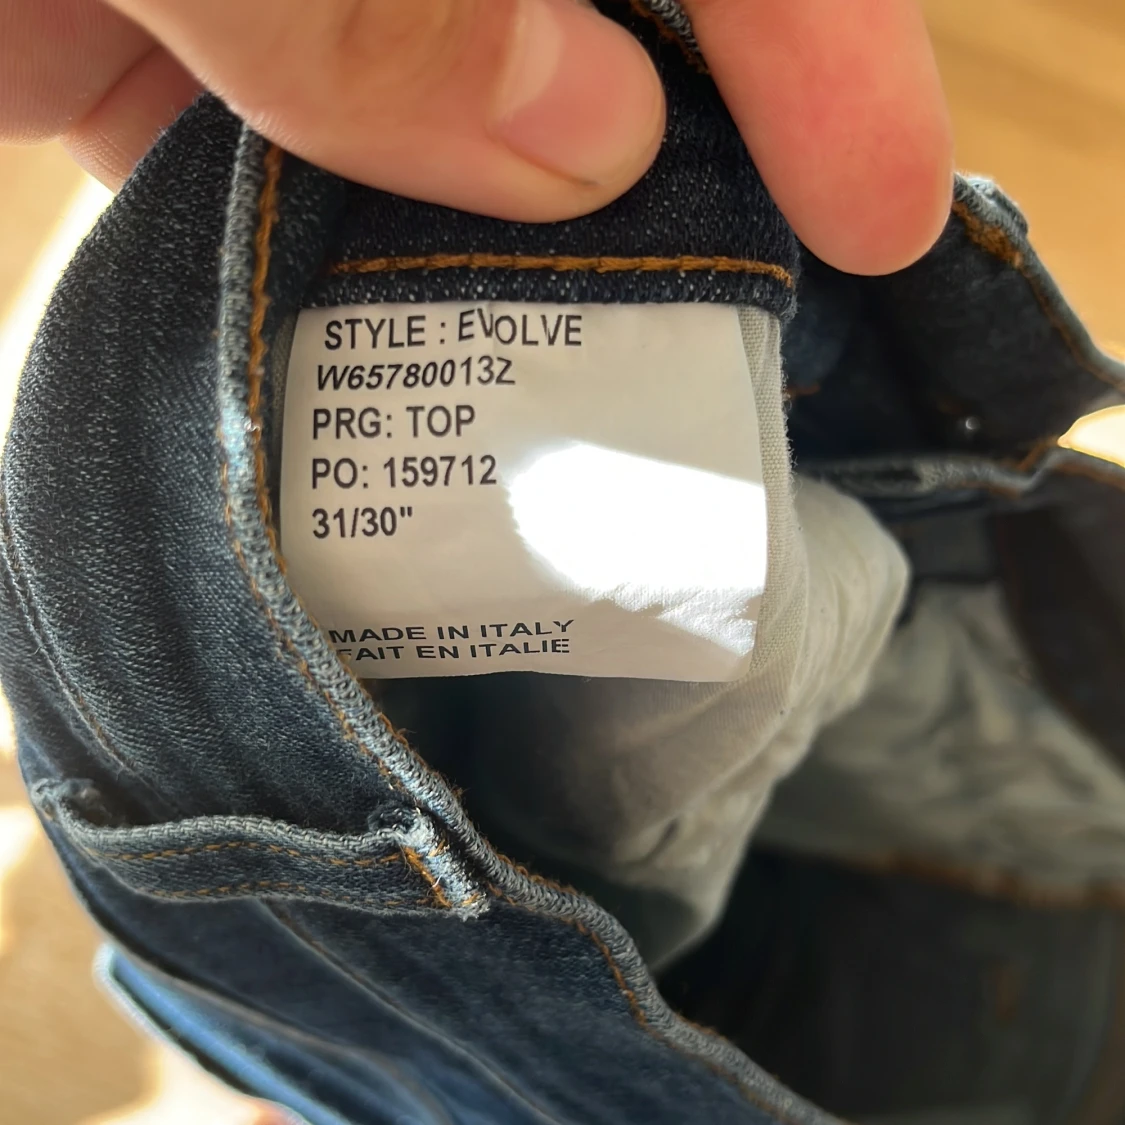 STYLE : EVOLVE
W65780013Z
PRG: TOP
PO: 159712
31/30"
MADE IN ITALY
FAIT EN ITALIE